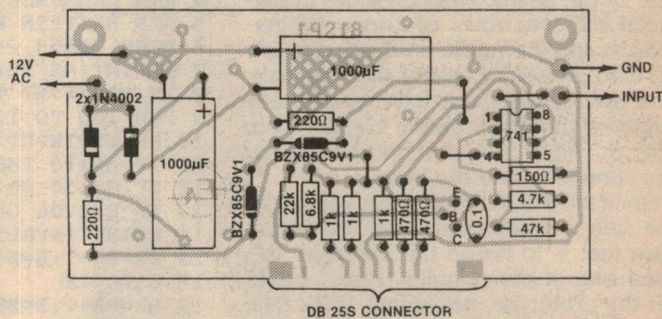 12V
AC
2x1N4002
1000µF
+
220Ω
+
1000µF
220Ω
BZX85C9V1
BZX85C9V1
22k
6.8k
1k
1k
1k
470Ω
470Ω
E
B
C
0.1
1
8
741
4
5
150Ω
4.7k
47k
GND
INPUT
DB 25S CONNECTOR